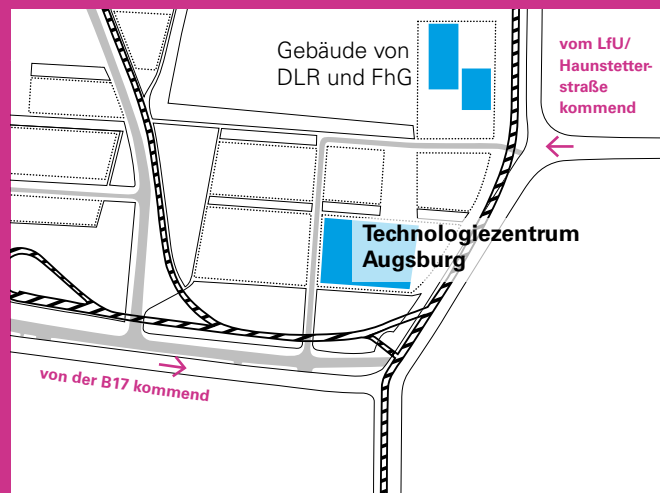 Gebäude von
DLR und FhG
vom LfU/
Haunstetter-
straße
kommend
Technologiezentrum
Augsburg
von der B17 kommend